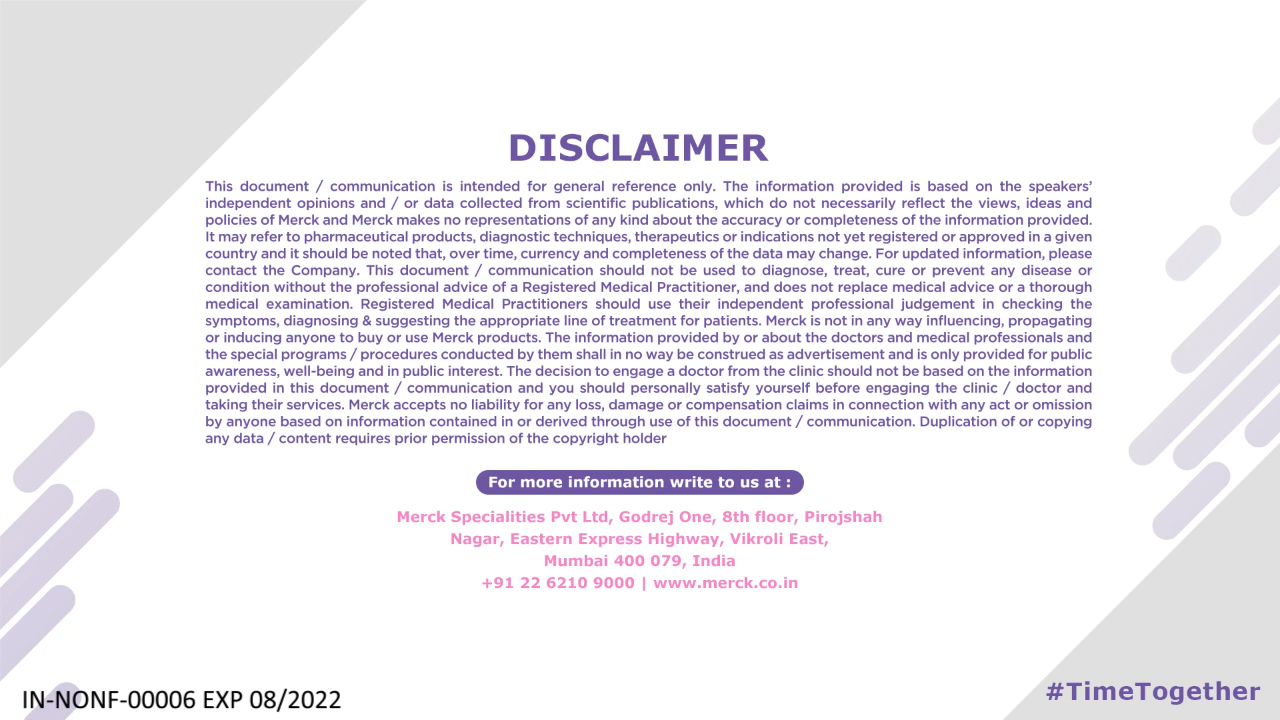 DISCLAIMER
This document / communication is intended for general reference only. The information provided is based on the speakers’
independent opinions and / or data collected from scientific publications, which do not necessarily reflect the views, ideas and
policies of Merck and Merck makes no representations of any kind about the accuracy or completeness of the information provided.
It may refer to pharmaceutical products, diagnostic techniques, therapeutics or indications not yet registered or approved in a given
country and it should be noted that, over time, currency and completeness of the data may change. For updated information, please
contact the Company. This document / communication should not be used to diagnose, treat, cure or prevent any disease or
condition without the professional advice of a Registered Medical Practitioner, and does not replace medical advice or a thorough
medical examination. Registered Medical Practitioners should use their independent professional judgement in checking the
symptoms, diagnosing & suggesting the appropriate line of treatment for patients. Merck is not in any way influencing, propagating
or inducing anyone to buy or use Merck products. The information provided by or about the doctors and medical professionals and
the special programs / procedures conducted by them shall in no way be construed as advertisement and is only provided for public
awareness, well-being and in public interest. The decision to engage a doctor from the clinic should not be based on the information
provided in this document / communication and you should personally satisfy yourself before engaging the clinic / doctor and
taking their services. Merck accepts no liability for any loss, damage or compensation claims in connection with any act or omission
by anyone based on information contained in or derived through use of this document / communication. Duplication of or copying
any data / content requires prior permission of the copyright holder
For more information write to us at :
Merck Specialities Pvt Ltd, Godrej One, 8th floor, Pirojshah
Nagar, Eastern Express Highway, Vikroli East,
Mumbai 400 079, India
+91 22 6210 9000 | www.merck.co.in
IN-NONF-00006 EXP 08/2022
#TimeTogether